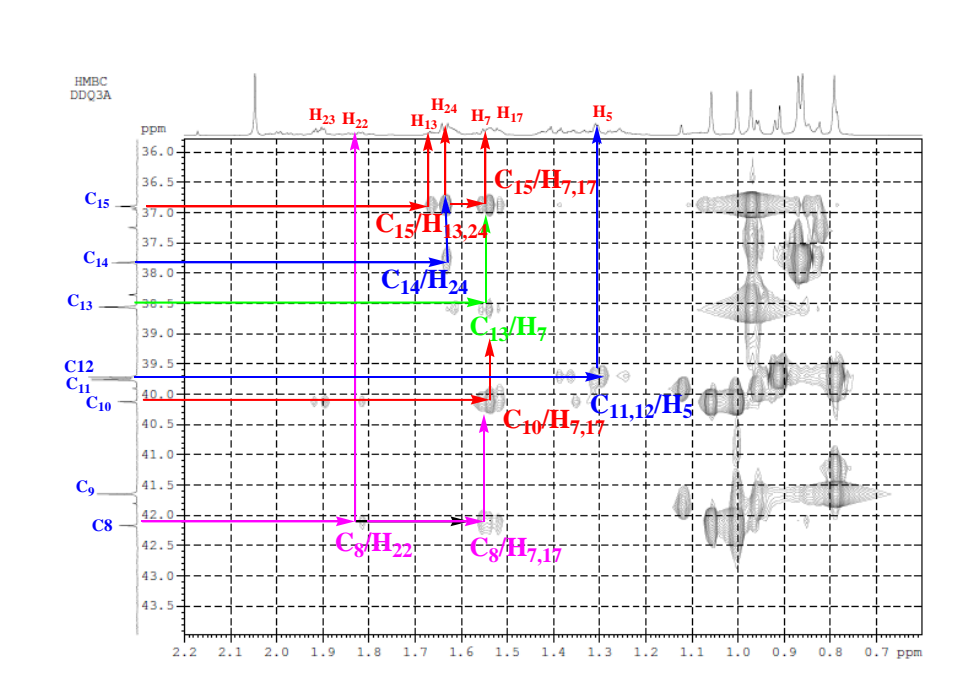 HMBC
DDQ3A
ppm
H23
H22
H13
H24
H7
H17
H5
36.0
36.5
37.0
37.5
38.0
38.5
39.0
39.5
40.0
40.5
41.0
41.5
42.0
42.5
43.0
43.5
C15
C14
C13
C12
C11
C10
C9
C8
C15/H7,17
C15/H13,24
C14/H24
C13/H7
C11,12/H5
C10/H7,17
C8/H22
C8/H7,17
2.2 2.1 2.0 1.9 1.8 1.7 1.6 1.5 1.4 1.3 1.2 1.1 1.0 0.9 0.8 0.7 ppm